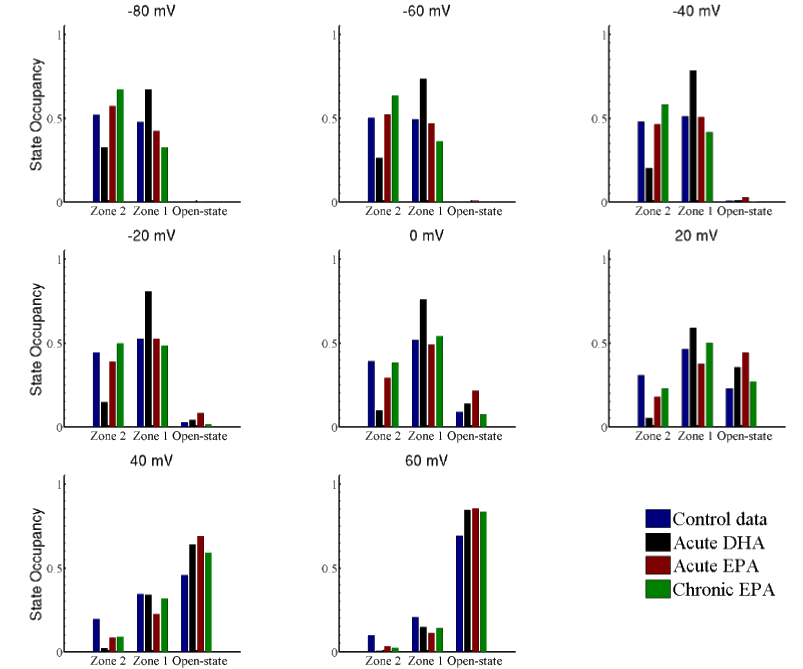 -80 mV
-60 mV
-40 mV
State Occupancy
1
0.5
0
Zone 2 Zone 1 Open-state
1
0.5
0
Zone 2 Zone 1 Open-state
1
0.5
0
Zone 2 Zone 1 Open-state
-20 mV
0 mV
20 mV
State Occupancy
1
0.5
0
Zone 2 Zone 1 Open-state
1
0.5
0
Zone 2 Zone 1 Open-state
1
0.5
0
Zone 2 Zone 1 Open-state
40 mV
60 mV
State Occupancy
1
0.5
0
Zone 2 Zone 1 Open-state
1
0.5
0
Zone 2 Zone 1 Open-state
Control data
Acute DHA
Acute EPA
Chronic EPA